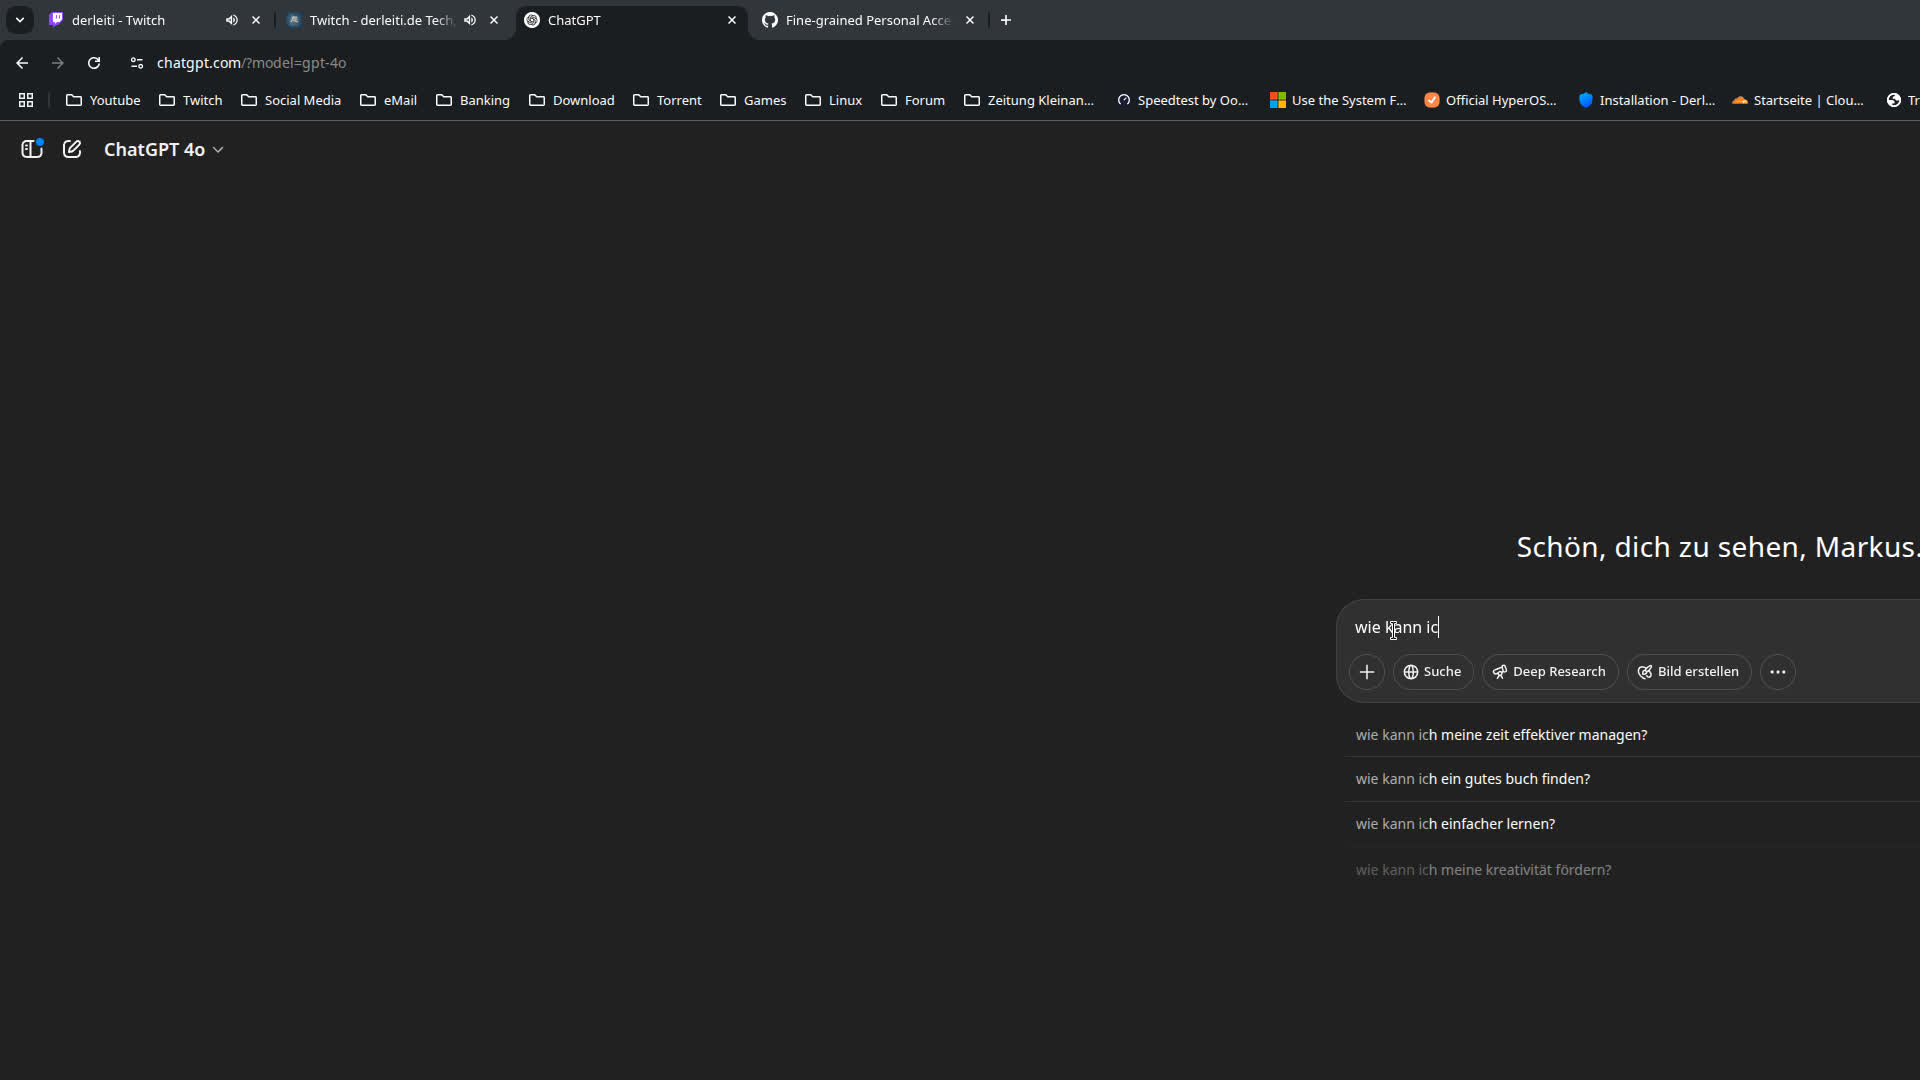 derleiti - Twitch
Twitch - derleiti.de Tech
ChatGPT
Fine-grained Personal Acce
chatgpt.com/?model=gpt-4o
Youtube
Twitch
Social Media
eMail
Banking
Download
Torrent
Games
Linux
Forum
Zeitung Kleinan...
Speedtest by Oo...
Use the System F...
Official HyperOS...
Installation - Derl...
Startseite | Clou...
Tr
ChatGPT 4o
Schön, dich zu sehen, Markus.
wie kann ic
Suche
Deep Research
Bild erstellen
wie kann ich meine zeit effektiver managen?
wie kann ich ein gutes buch finden?
wie kann ich einfacher lernen?
wie kann ich meine kreativität fördern?